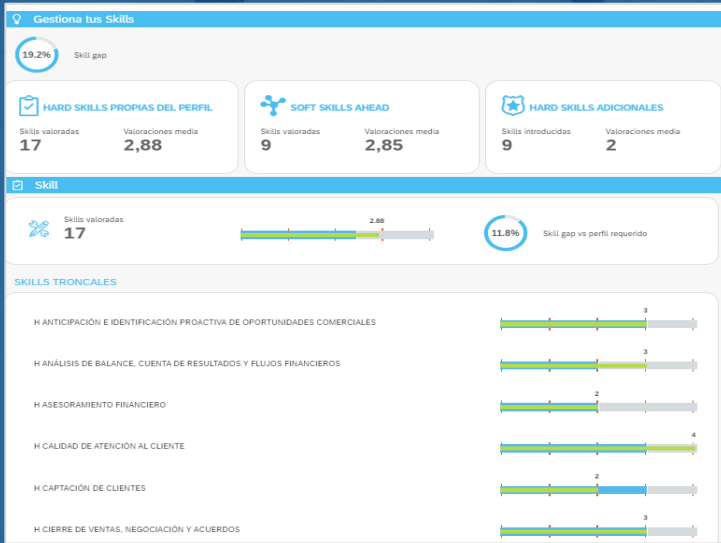 Gestiona tus Skills
19.2% Skill gap
HARD SKILLS PROPIAS DEL PERFIL
Skills valoradas Valoraciones media
17 2,88
SOFT SKILLS AHEAD
Skills valoradas Valoraciones media
9 2,85
HARD SKILLS ADICIONALES
Skills introducidas Valoraciones media
9 2
Skill
Skills valoradas
17
2.88
11.8% Skill gap vs perfil requerido
SKILLS TRONCALES
H ANTICIPACIÓN E IDENTIFICACIÓN PROACTIVA DE OPORTUNIDADES COMERCIALES 3
H ANÁLISIS DE BALANCE, CUENTA DE RESULTADOS Y FLUJOS FINANCIEROS 3
H ASESORAMIENTO FINANCIERO 2
H CALIDAD DE ATENCIÓN AL CLIENTE 4
H CAPTACIÓN DE CLIENTES 2
H CIERRE DE VENTAS, NEGOCIACIÓN Y ACUERDOS 3